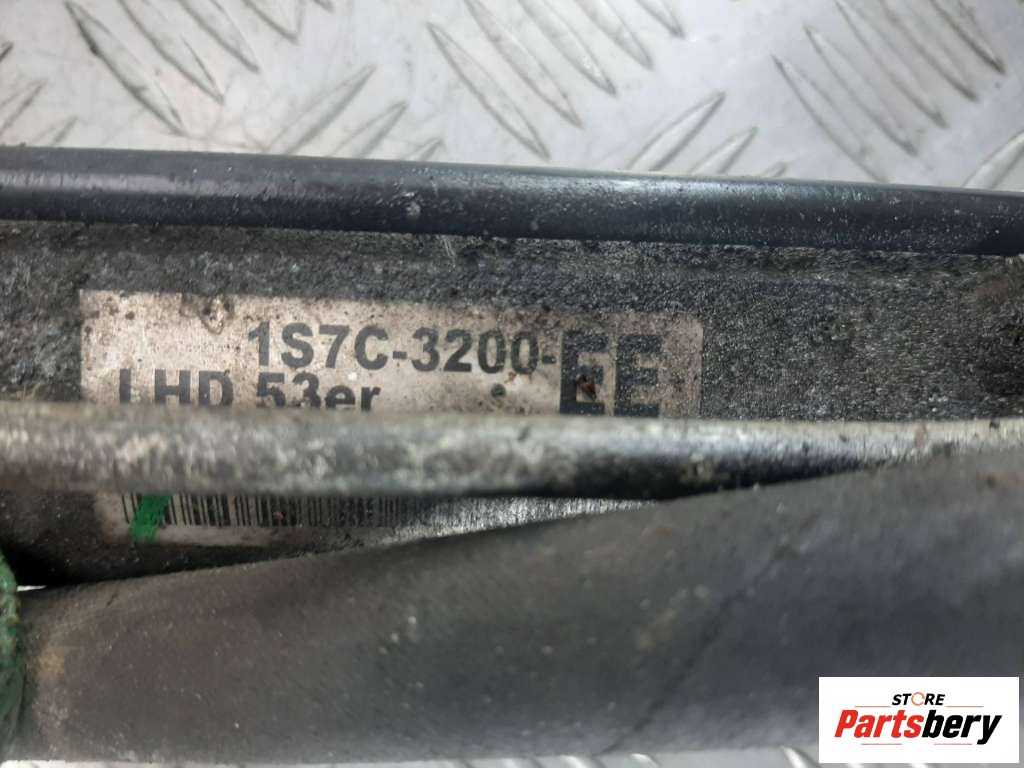 1S7C-3200-EE
LHD 53er
STORE
Partsbery